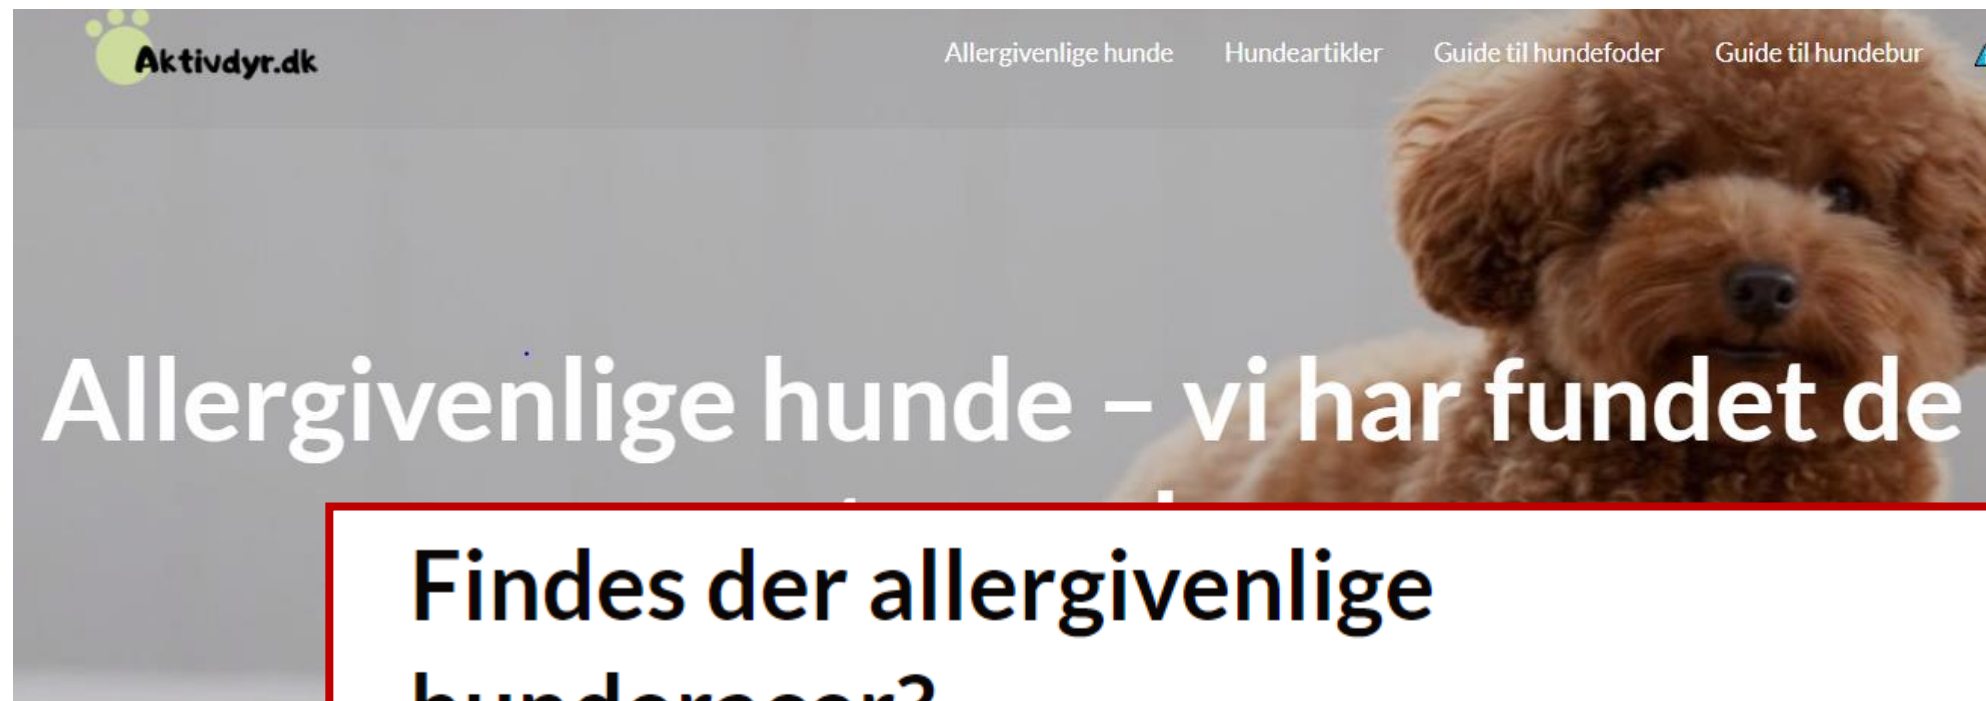 Aktivdyr.dk
Allergivenlige hunde Hundeartikler Guide til hundefoder Guide til hundebur
Allergivenlige hunde – vi har fundet de
Findes der allergivenlige
hunderacer?